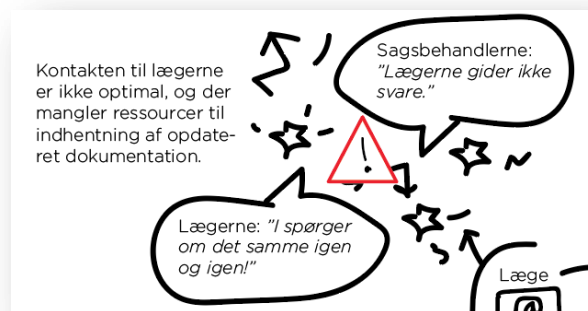 Kontakten til lægerne
er ikke optimal, og der
mangler ressourcer til
indhentning af opdate-
ret dokumentation.
Sagsbehandlerne:
"Lægerne gider ikke
svare."
!
Lægerne: "I spørger
om det samme igen
og igen!"
Læge
@